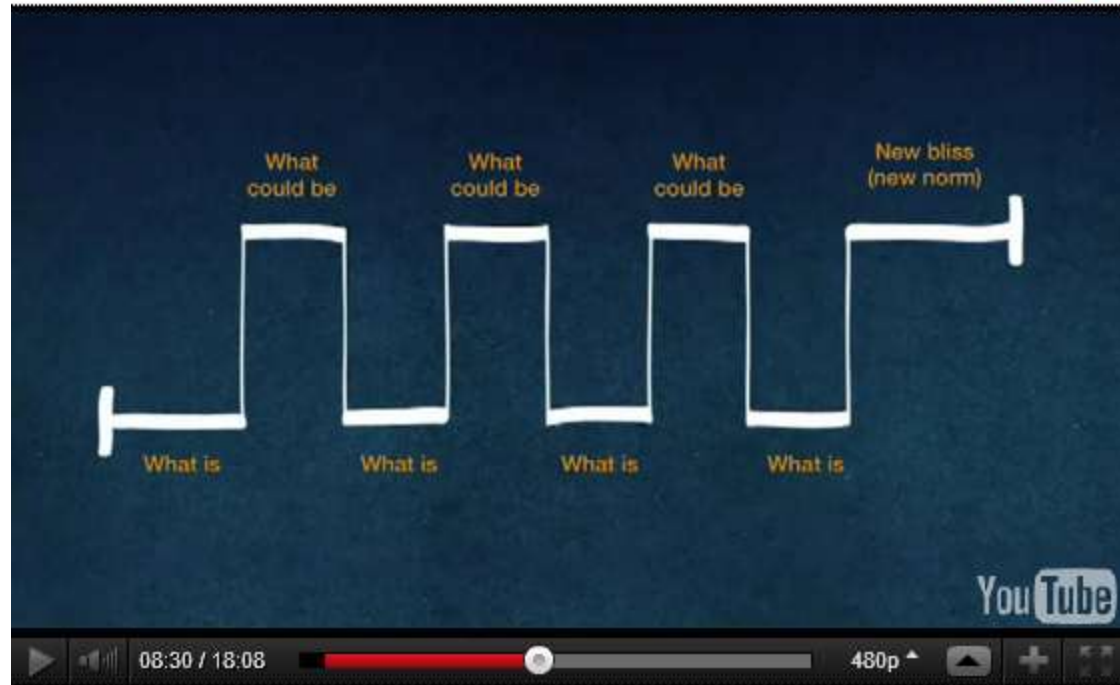 What
could be
What
could be
What
could be
New bliss
(new norm)
What is
What is
What is
What is
YouTube
08:30 / 18:08
480p